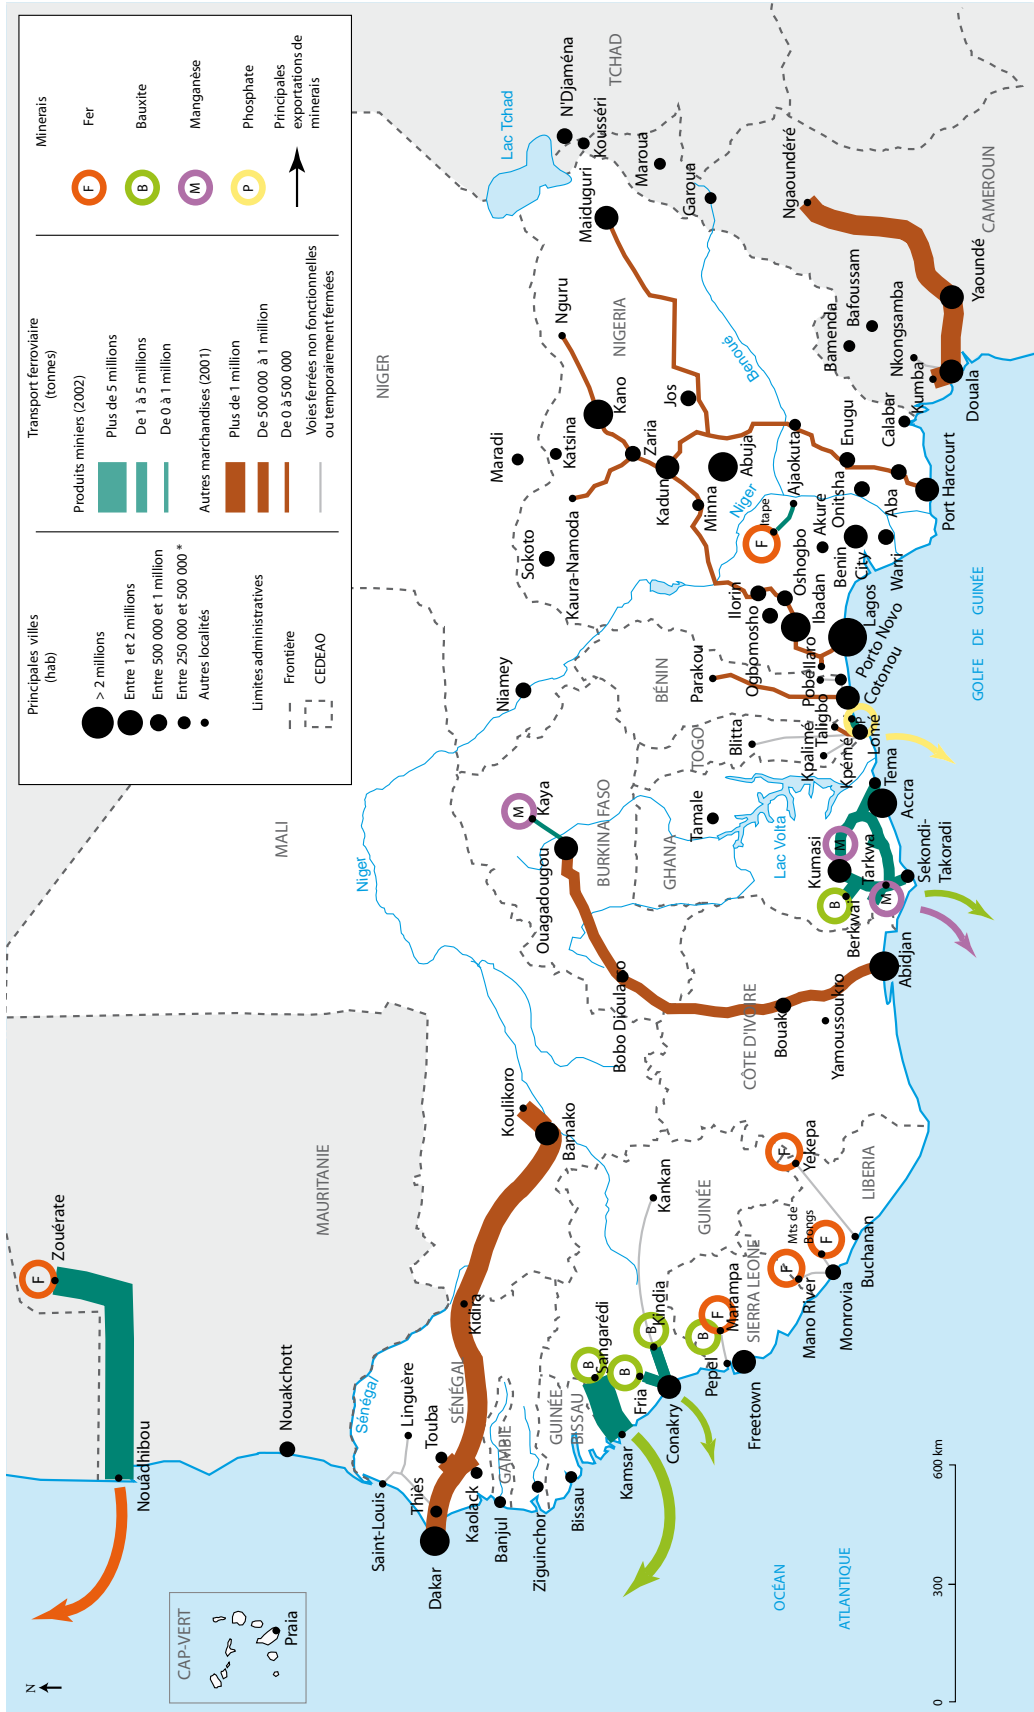 Principales villes
(hab)
> 2 millions
Entre 1 et 2 millions
Entre 500 000 et 1 million
Entre 250 000 et 500 000 *
Autres localités
Limites administratives
Frontière
CEDEAO
Transport ferroviaire
(tonnes)
Produits miniers (2002)
Plus de 5 millions
De 1 à 5 millions
De 0 à 1 million
Autres marchandises (2001)
Plus de 1 million
De 500 000 à 1 million
De 0 à 500 000
Voies ferrées non fonctionnelles
ou temporairement fermées
Minerais
F
Fer
B
Bauxite
M
Manganèse
P
Phosphate
Principales
exportations de
minerais
N
CAP-VERT
Praia
F
Zouérate
Nouâdhibou
Nouakchott
MAURITANIE
MALI
NIGER
TCHAD
Lac Tchad
N'Djaména
Kousséri
Maroua
Garoua
Ngaoundéré
CAMEROUN
Maiduguri
Nguru
NIGERIA
Benoué
Kano
Katsina
Maradi
Zaria
Jos
Kaduna
Abuja
Kaura-Namoda
Sokoto
Minna
Niger
Ajaokuta
Itape
F
Enugu
Onitsha
Akure
Oshogbo
Ilorin
Ogbomosho
Ibadan
Benin
City
Warri
Aba
Port Harcourt
Calabar
Kumba
Nkongsamba
Bafoussam
Bamenda
Douala
Yaoundé
Lagos
Porto Novo
Cotonou
Pobè
Ilaro
Parakou
BÉNIN
TOGO
Blitta
Kpalimé
Taligbo
Kpémé
P
Lomé
Niamey
Niger
M
Kaya
Ouagadougou
BURKINA FASO
GHANA
Tamale
Lac Volta
Kumasi
M
Tarkwa
B
Berkwai
M
Tema
Accra
Sekondi-
Takoradi
Abidjan
Bobo Dioulasso
CÔTE D'IVOIRE
Bouaké
Yamoussoukro
Koulikoro
Bamako
Kankan
GUINÉE
Yekepa
F
LIBERIA
Mts de
Bongs
F
Buchanan
Monrovia
Mano River
F
SIERRA LEONE
Marampa
F
B
Pepel
Freetown
Kindia
B
Fria
B
Conakry
Sangarédi
B
Kamsar
GUINÉE
BISSAU
Bissau
Ziguinchor
GAMBIE
Banjul
Kaolack
SÉNÉGAL
Kidira
Touba
Linguère
Thiès
Dakar
Saint-Louis
Sénégal
OCÉAN
ATLANTIQUE
GOLFE DE GUINÉE
0
300
600 km